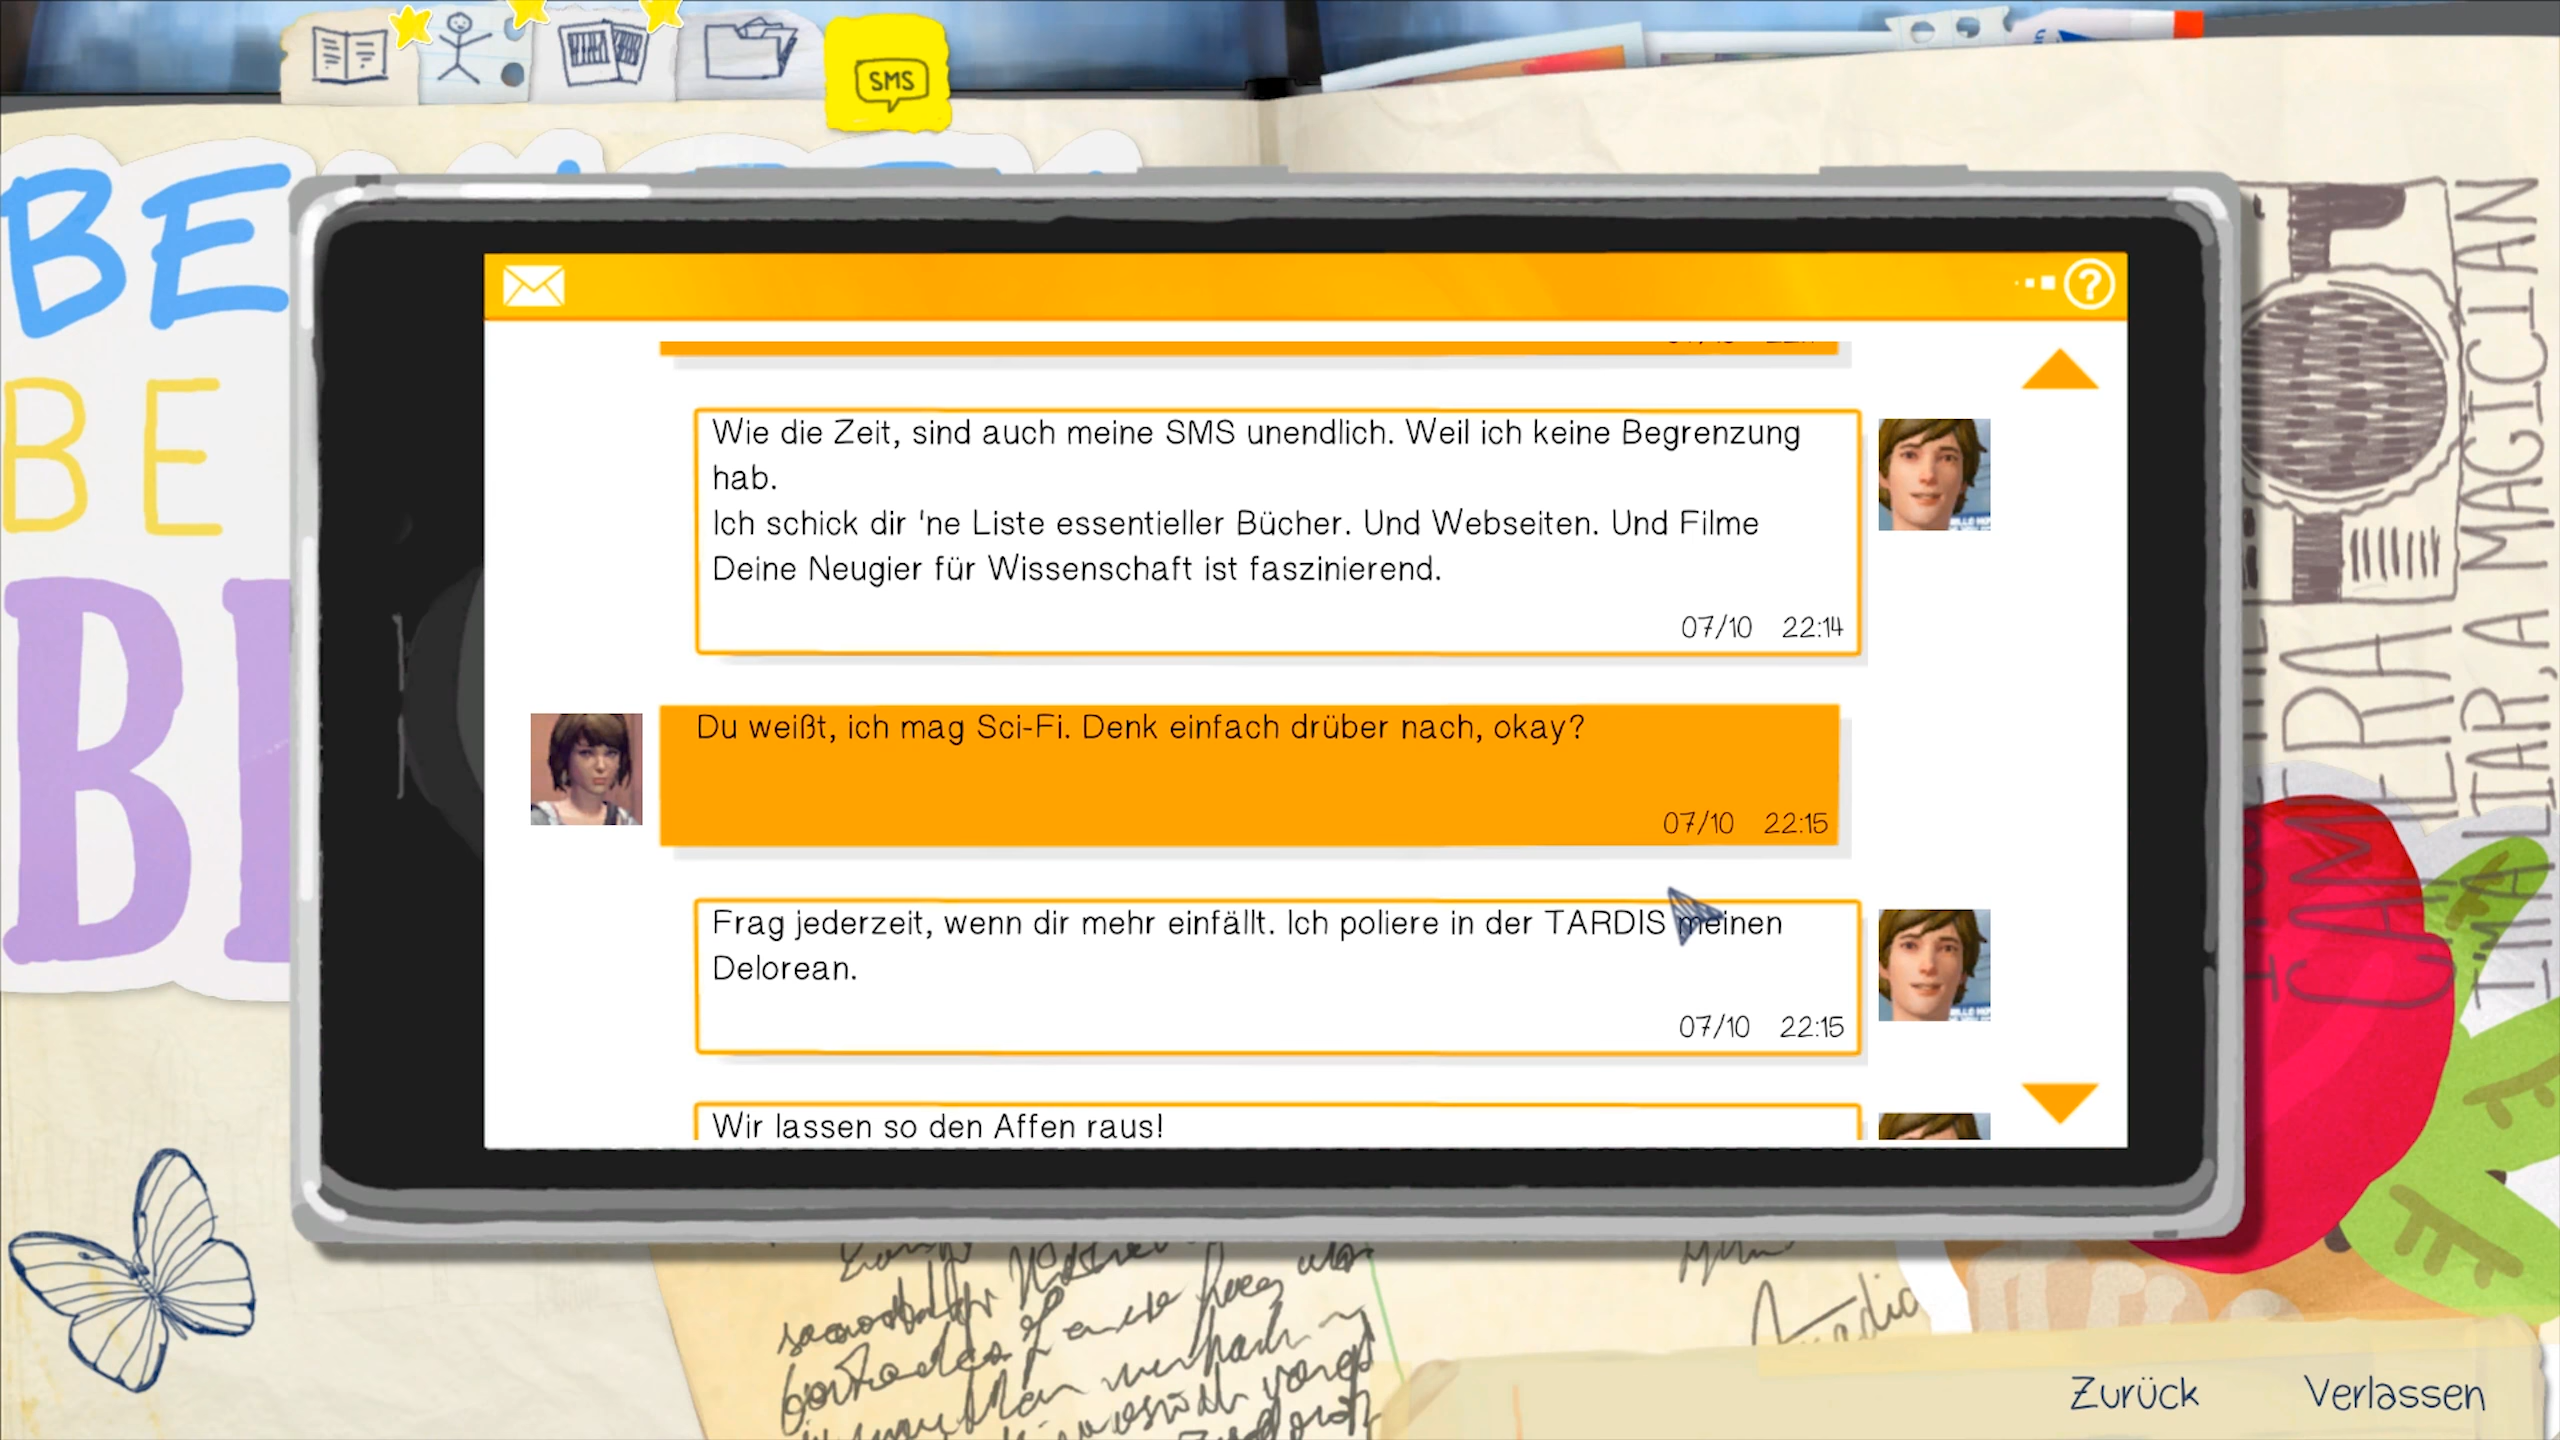 SMS
BE
BE
Wie die Zeit, sind auch meine SMS unendlich. Weil ich keine Begrenzung
hab.
Ich schick dir 'ne Liste essentieller Bücher. Und Webseiten. Und Filme
Deine Neugier für Wissenschaft ist faszinierend.
07/10 22:14
Du weißt, ich mag Sci-Fi. Denk einfach drüber nach, okay?
07/10 22:15
Frag jederzeit, wenn dir mehr einfällt. Ich poliere in der TARDIS meinen
Delorean.
07/10 22:15
Wir lassen so den Affen raus!
CAMERA
A MAGICIAN
Zurück Verlassen